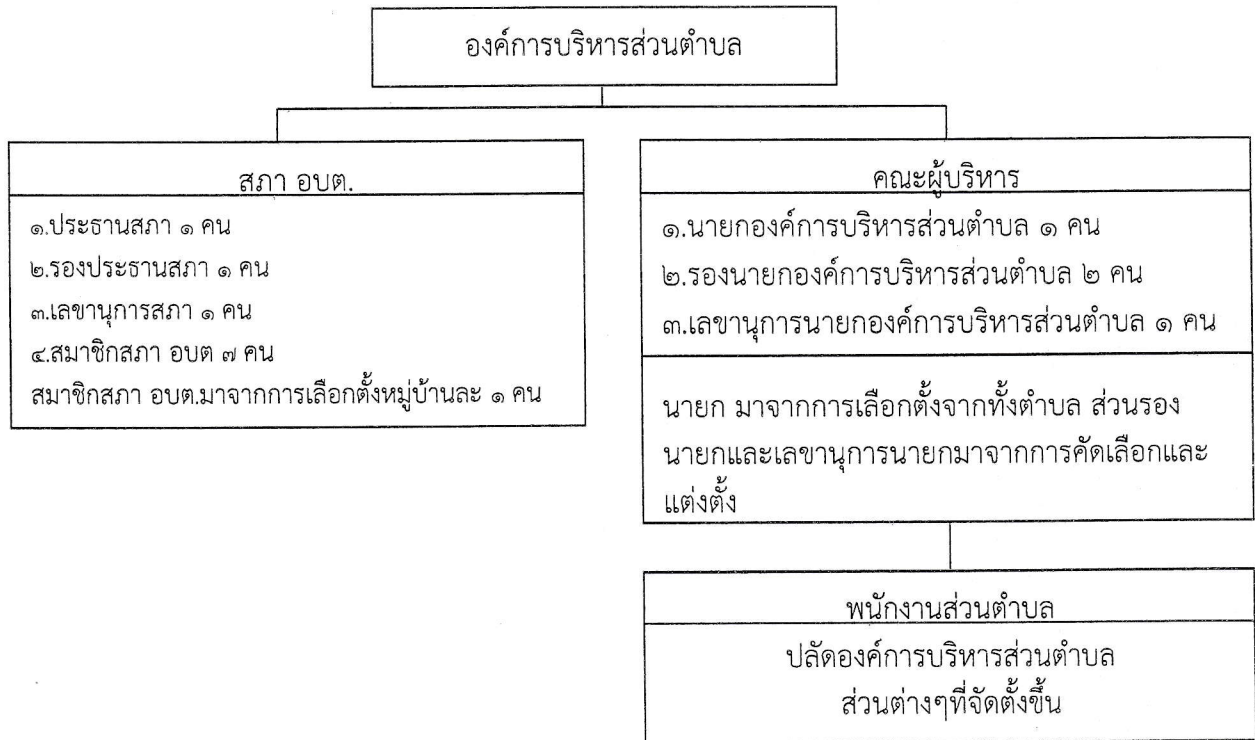 องค์การบริหารส่วนตำบล
สภา อบต.
๑.ประธานสภา ๑ คน
๒.รองประธานสภา ๑ คน
๓.เลขานุการสภา ๑ คน
๔.สมาชิกสภา อบต ๗ คน
สมาชิกสภา อบต.มาจากการเลือกตั้งหมู่บ้านละ ๑ คน
คณะผู้บริหาร
๑.นายกองค์การบริหารส่วนตำบล ๑ คน
๒.รองนายกองค์การบริหารส่วนตำบล ๒ คน
๓.เลขานุการนายกองค์การบริหารส่วนตำบล ๑ คน
นายก มาจากการเลือกตั้งจากทั้งตำบล ส่วนรอง
นายกและเลขานุการนายกมาจากการคัดเลือกและ
แต่งตั้ง
พนักงานส่วนตำบล
ปลัดองค์การบริหารส่วนตำบล
ส่วนต่างๆที่จัดตั้งขึ้น